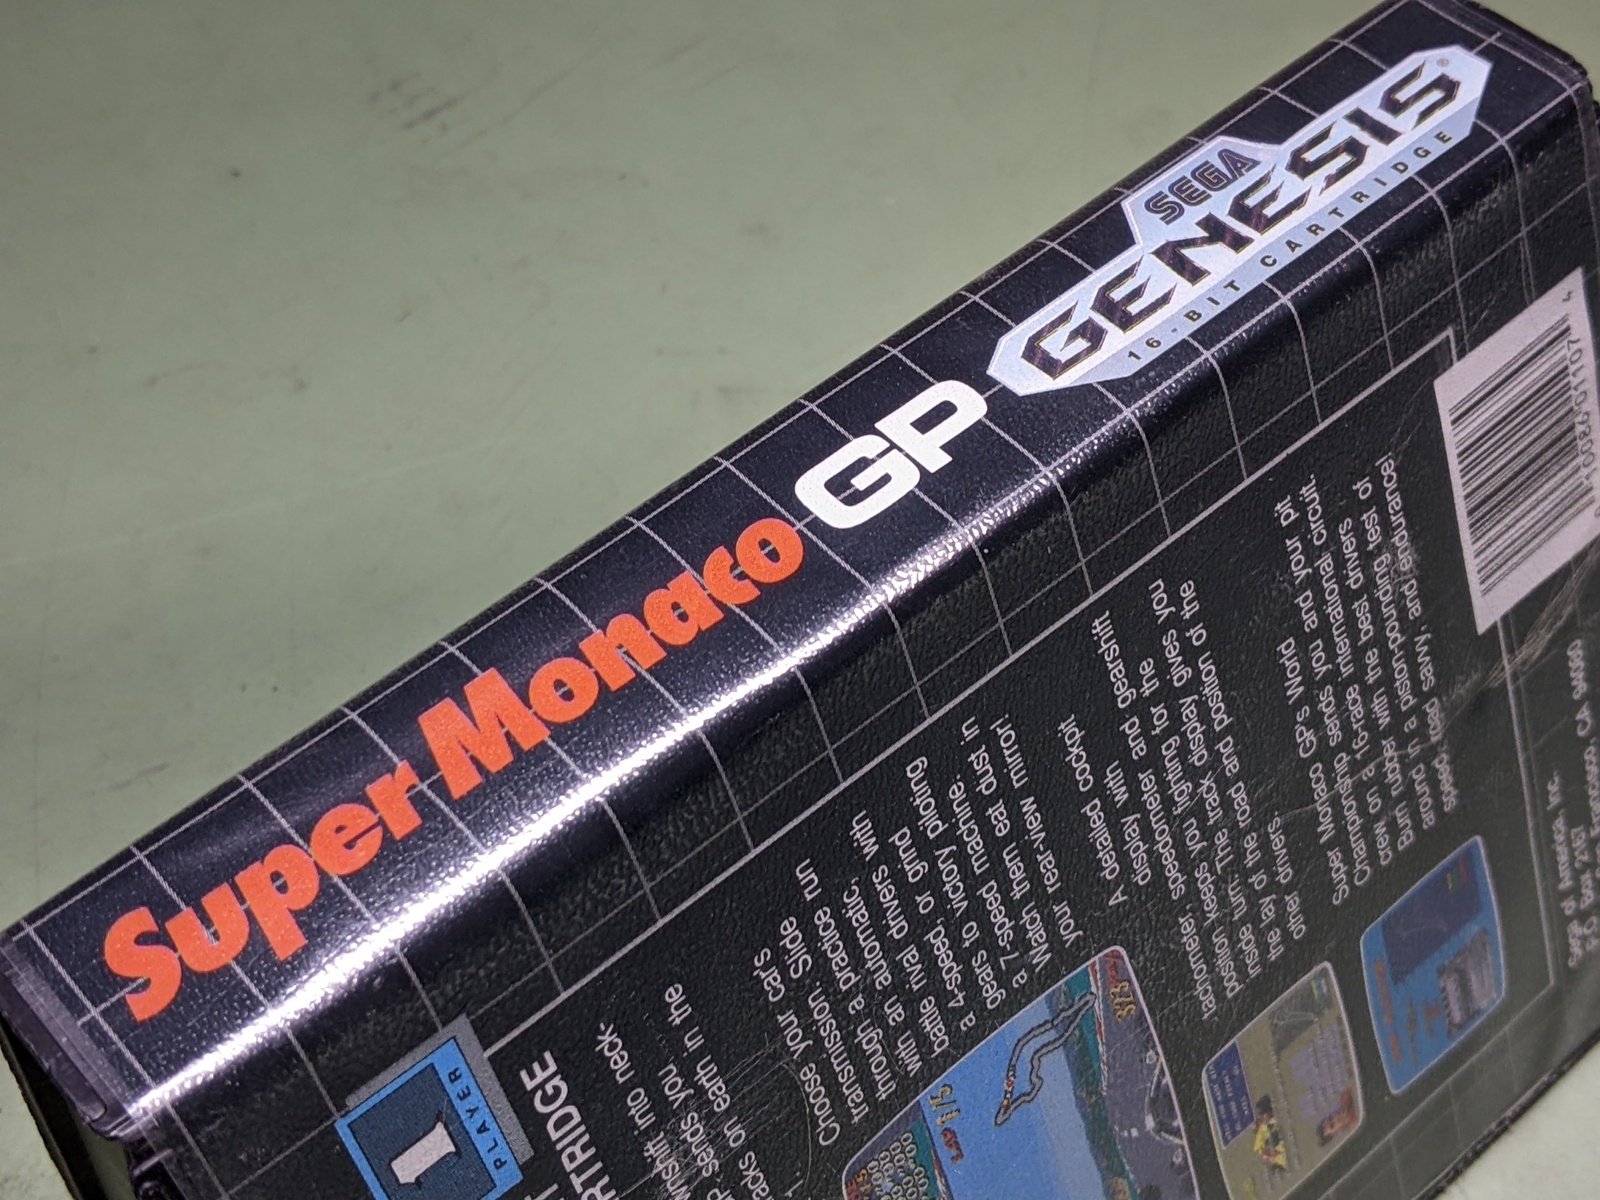 Super Monaco GP
SEGA
GENESIS
16-BIT CARTRIDGE
1
PLAYER
into neck-
sends you
on earth in the
Choose your car's
transmission. Slide
through a practice run
with an automatic,
battle rival drivers with
a 4-speed, or grind
gears to victory piloting
a 7-speed machine.
Watch them eat dust in
your rear-view mirror!
A detailed cockpit
display with
tachometer, speedometer and gearshift
position keeps you fighting for the
inside turn. The track display gives you
the lay of the road and position of the
other drivers.
Super Monaco GP's World
Championship sends you and your pit
crew on a 16-race international circuit.
Burn rubber with the best drivers
around in a piston-pounding test of
speed, road savvy, and endurance!
Sega of America, Inc.
P.O. Box 2167
CA 94080